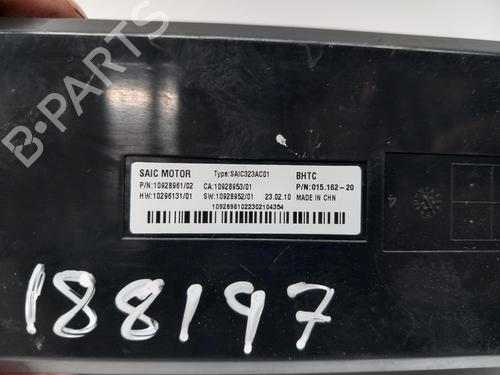 B-PARTS
SAIC MOTOR Type:SAIC323AC01 BHTC
P/N:10928961/02 CA:10928953/01 P/N:015.162-20
HW:10296131/01 SW:10928952/01 23.02.10 MADE IN CHN
10928961022302104354
188197